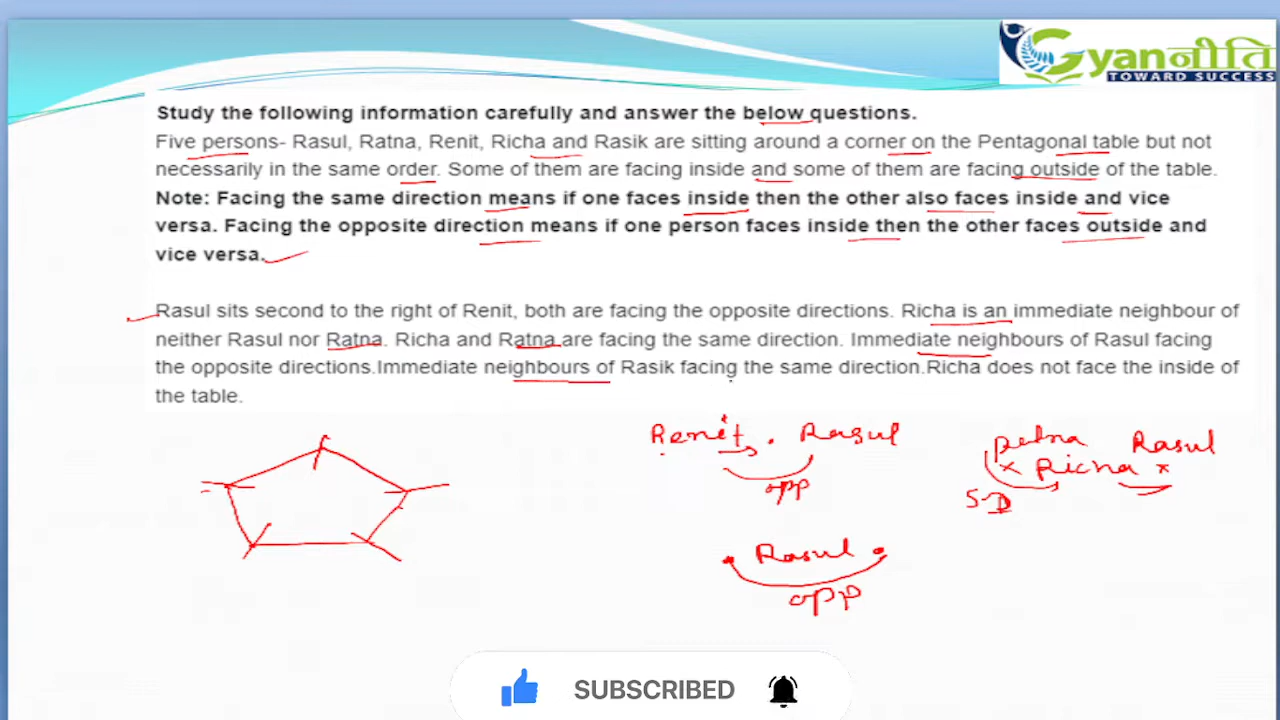 Gyanनीति
TOWARD SUCCESS
Study the following information carefully and answer the below questions.
Five persons- Rasul, Ratna, Renit, Richa and Rasik are sitting around a corner on the Pentagonal table but not
necessarily in the same order. Some of them are facing inside and some of them are facing outside of the table.
Note: Facing the same direction means if one faces inside then the other also faces inside and vice
versa. Facing the opposite direction means if one person faces inside then the other faces outside and
vice versa.
Rasul sits second to the right of Renit, both are facing the opposite directions. Richa is an immediate neighbour of
neither Rasul nor Ratna. Richa and Ratna are facing the same direction. Immediate neighbours of Rasul facing
the opposite directions.Immediate neighbours of Rasik facing the same direction.Richa does not face the inside of
the table.
Renit . Rasul
opp
Retna Rasul
x Richa x
S-D
Rasul
opp
SUBSCRIBED